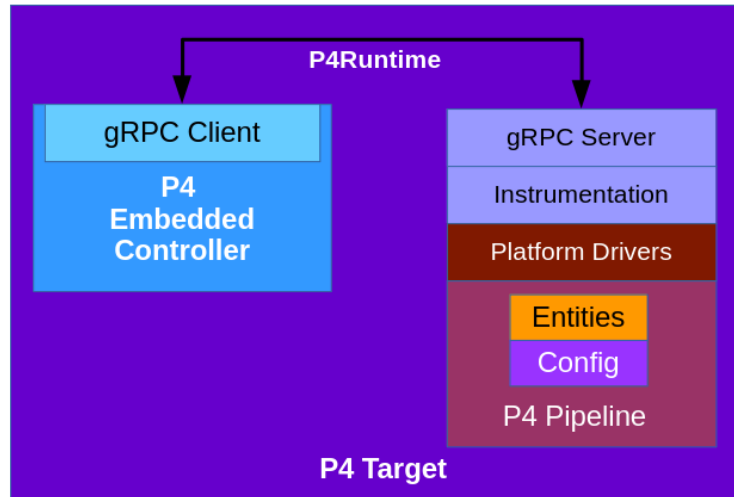 P4Runtime
gRPC Client
P4
Embedded
Controller
gRPC Server
Instrumentation
Platform Drivers
Entities
Config
P4 Pipeline
P4 Target